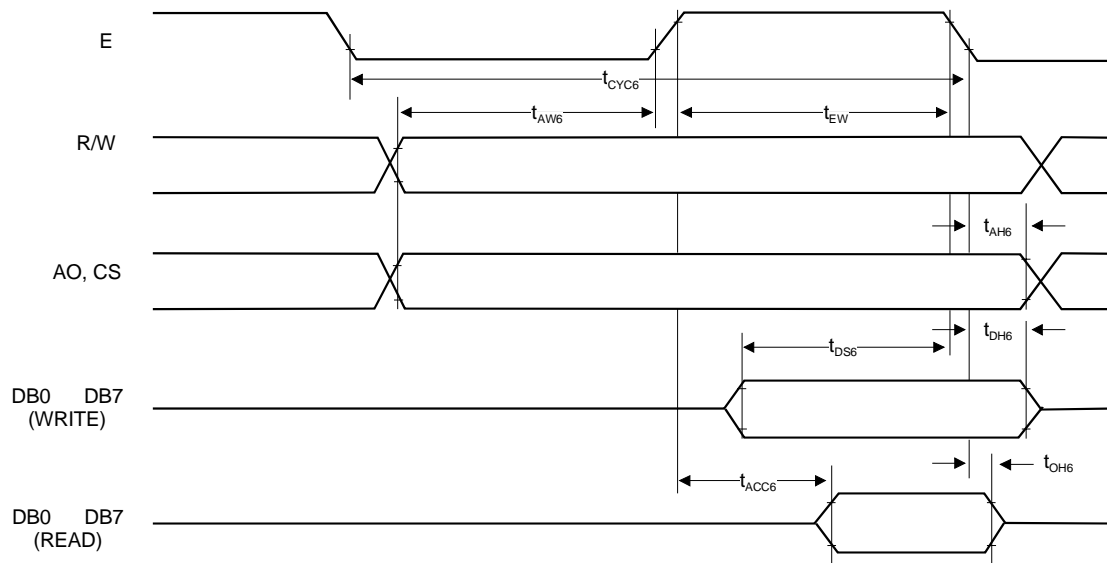 E
tCYC6
tAW6
tEW
R/W
tAH6
AO, CS
tDH6
tDS6
DB0 DB7
(WRITE)
tOH6
tACC6
DB0 DB7
(READ)